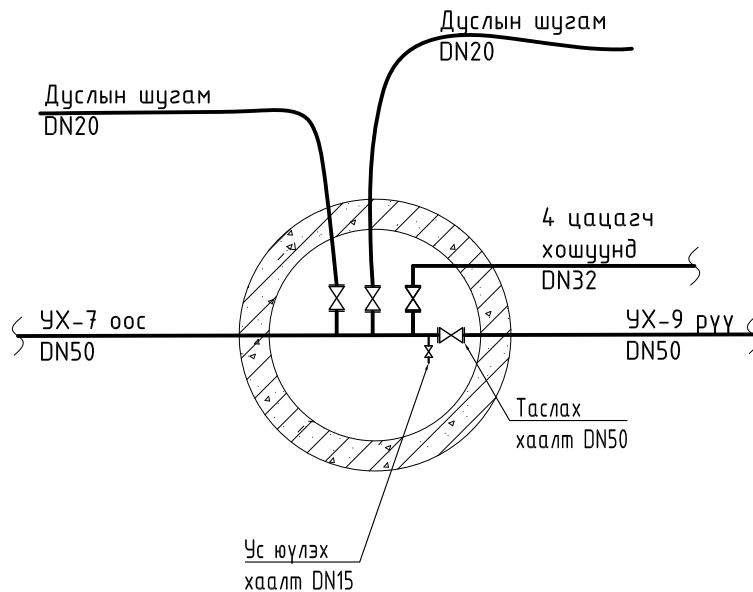 Дуслын шугам
DN20
Дуслын шугам
DN20
4 цацагч
хошуунд
DN32
УХ-7 оос
DN50
УХ-9 рүү
DN50
Таслах
хаалт DN50
Ус юүлэх
хаалт DN15